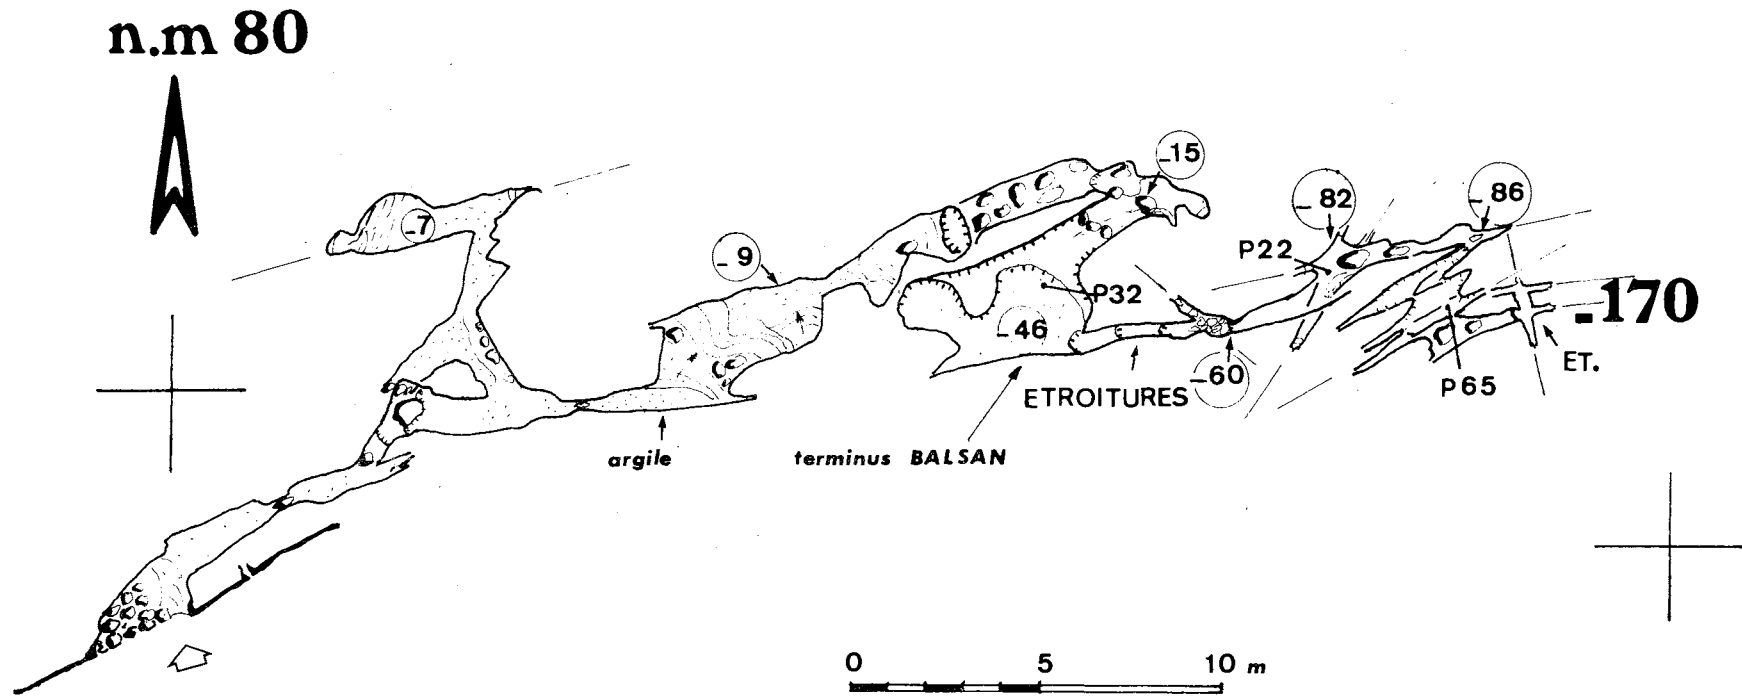 n.m 80
-15
-82
-86
-7
P22
-9
P32
-170
-46
ET.
-60
P65
ETROITURES
argile
terminus BALSAN
0 5 10 m